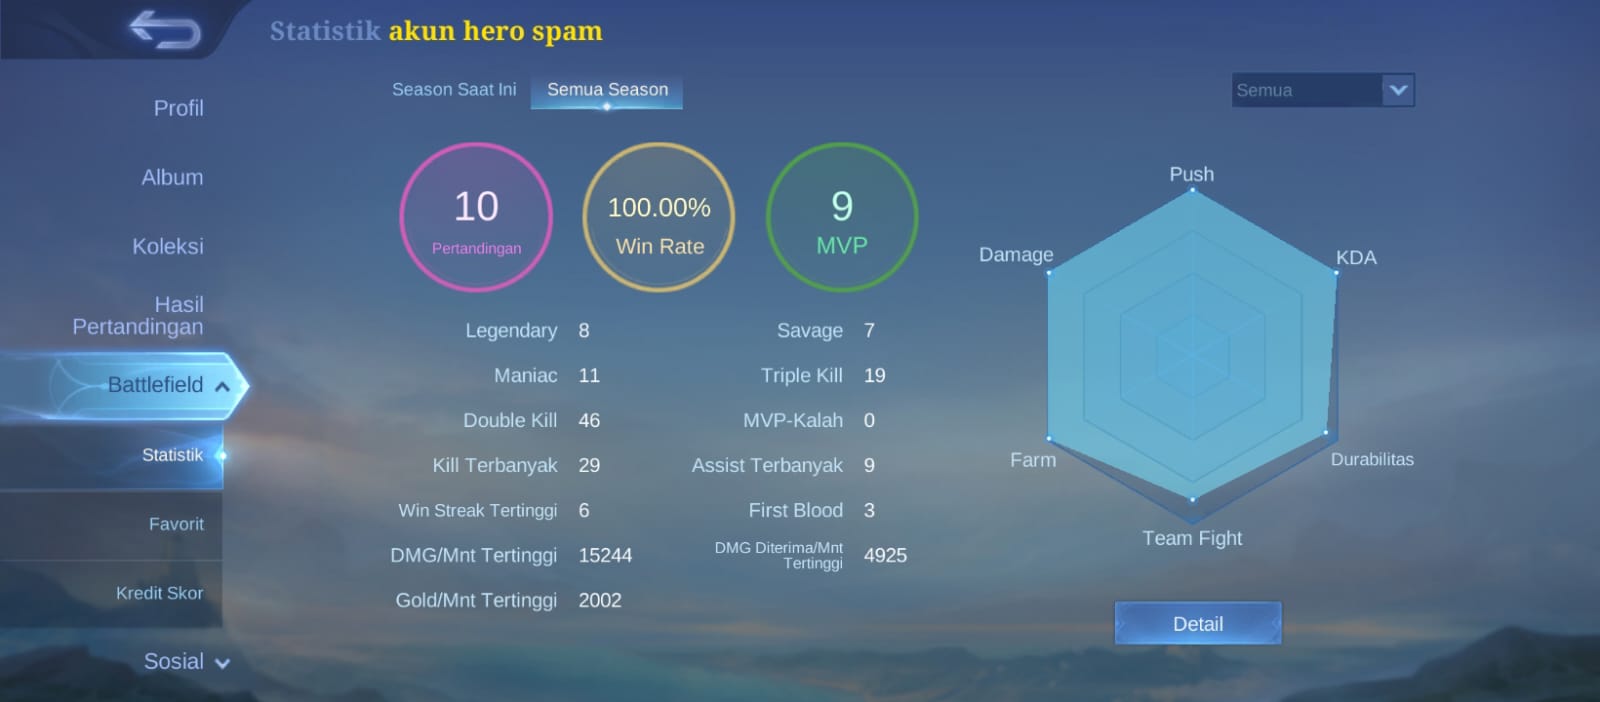 Statistik akun hero spam
Season Saat Ini
Semua Season
Semua
Profil
Album
Koleksi
Hasil
Pertandingan
Battlefield
Statistik
Favorit
Kredit Skor
Sosial
10
Pertandingan
100.00%
Win Rate
9
MVP
Legendary 8
Savage 7
Maniac 11
Triple Kill 19
Double Kill 46
MVP-Kalah 0
Kill Terbanyak 29
Assist Terbanyak 9
Win Streak Tertinggi 6
First Blood 3
DMG/Mnt Tertinggi 15244
DMG Diterima/Mnt
Tertinggi 4925
Gold/Mnt Tertinggi 2002
Push
Damage
KDA
Farm
Durabilitas
Team Fight
Detail